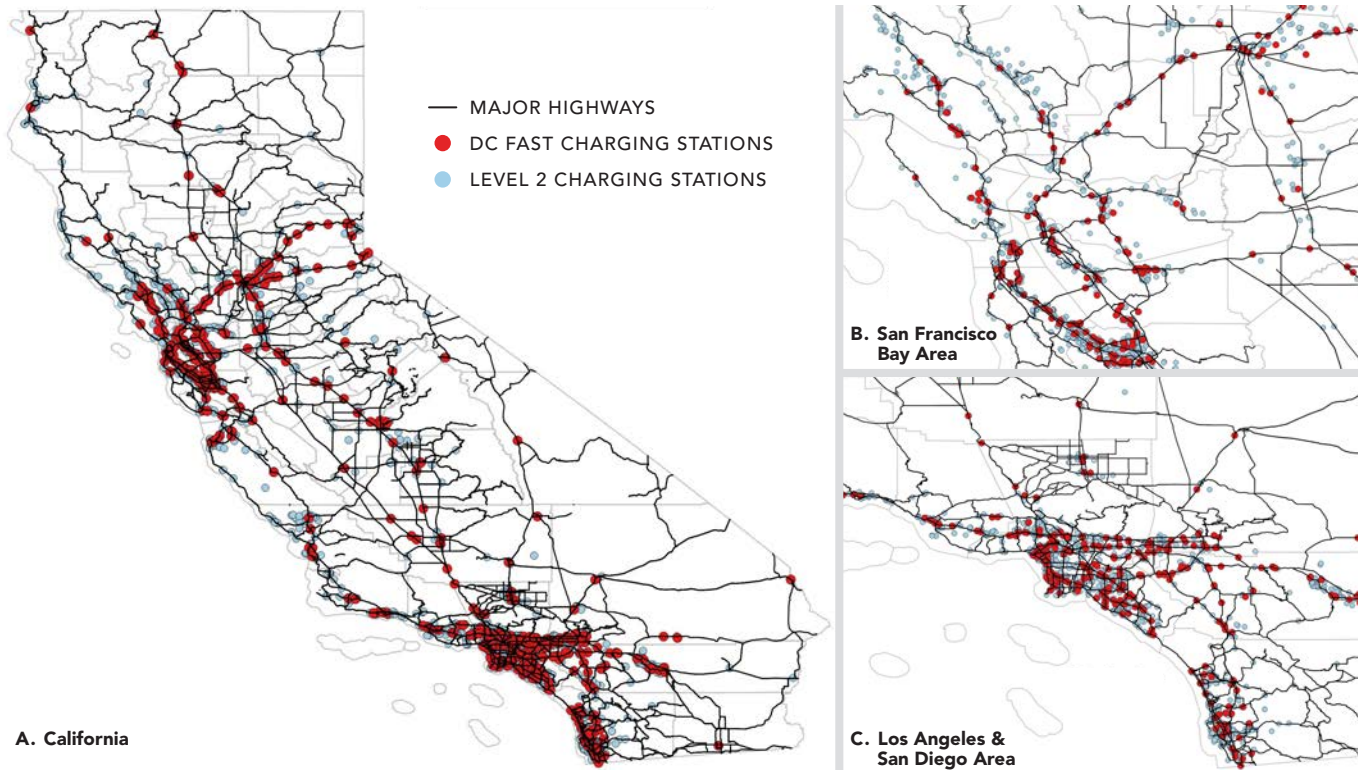 MAJOR HIGHWAYS
DC FAST CHARGING STATIONS
LEVEL 2 CHARGING STATIONS
A. California
B. San Francisco
Bay Area
C. Los Angeles &
San Diego Area